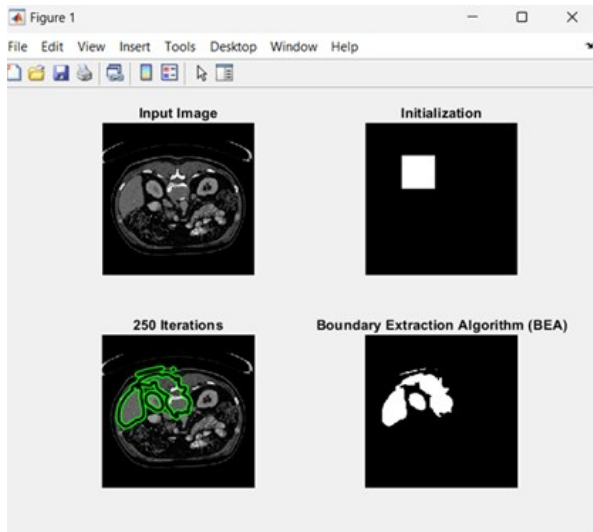 Figure 1
File Edit View Insert Tools Desktop Window Help
Input Image
Initialization
250 Iterations
Boundary Extraction Algorithm (BEA)